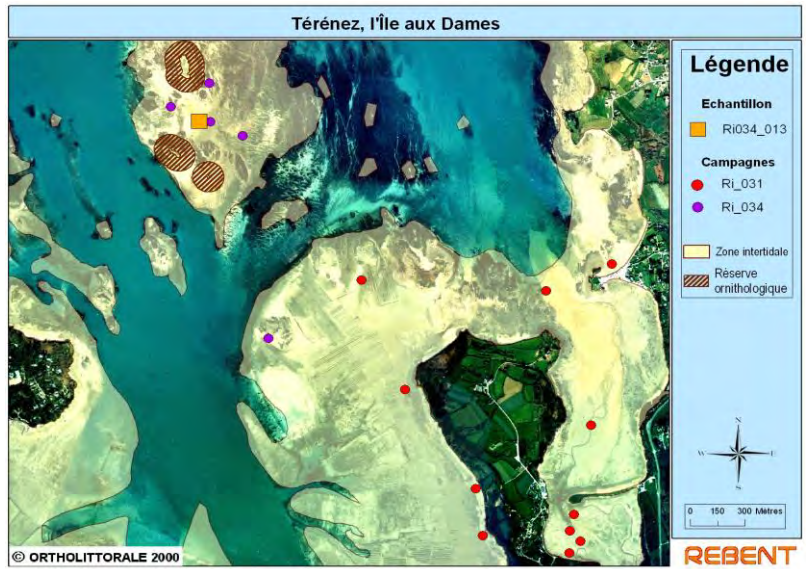 Térénez, l'Île aux Dames
Légende
Echantillon
Ri034_013
Campagnes
Ri_031
Ri_034
Zone intertidale
Réserve
ornithologique
N
W E
S
0 150 300 Mètres
© ORTHOLITTORALE 2000
REBENT